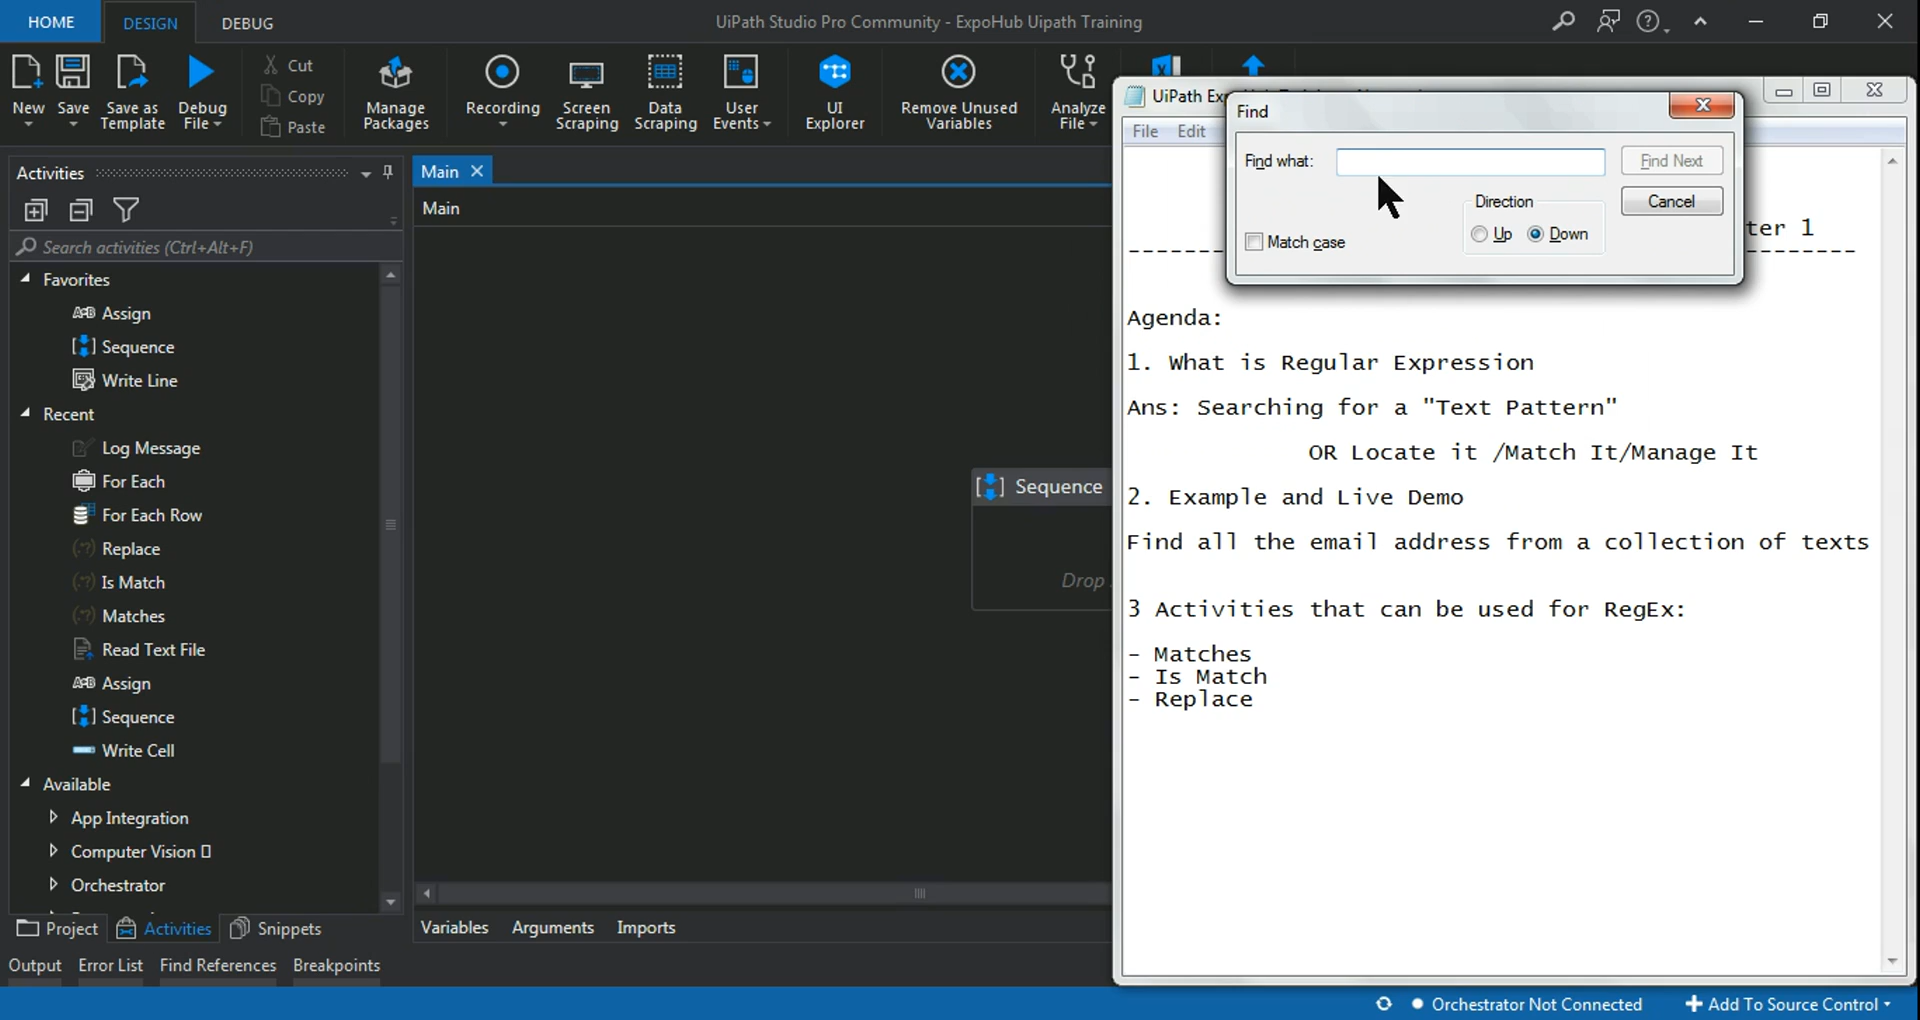 HOME DESIGN DEBUG UiPath Studio Pro Community - ExpoHub Uipath Training
New Save Save as Template Debug File Cut Copy Paste Manage Packages Recording Screen Scraping Data Scraping User Events UI Explorer Remove Unused Variables Analyze File
Activities
Search activities (Ctrl+Alt+F)
Favorites
Assign
Sequence
Write Line
Recent
Log Message
For Each
For Each Row
Replace
Is Match
Matches
Read Text File
Assign
Sequence
Write Cell
Available
App Integration
Computer Vision
Orchestrator
Project Activities Snippets
Output Error List Find References Breakpoints
Main
Main
Sequence
Drop
Variables Arguments Imports
UiPath
File Edit
Find
Find what: Find Next
Direction Cancel
Match case Up Down
ter 1
Agenda:
1. What is Regular Expression
Ans: Searching for a "Text Pattern"
OR Locate it /Match It/Manage It
2. Example and Live Demo
Find all the email address from a collection of texts
3 Activities that can be used for RegEx:
- Matches
- Is Match
- Replace
Orchestrator Not Connected Add To Source Control